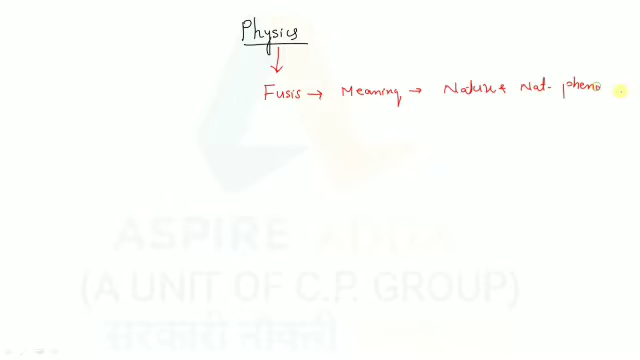 Physics
Fusis → Meaning → Nature & Nat. pheno
ASPIRE
(A UNIT OF C.P. GROUP)
सरकारी नौकरी